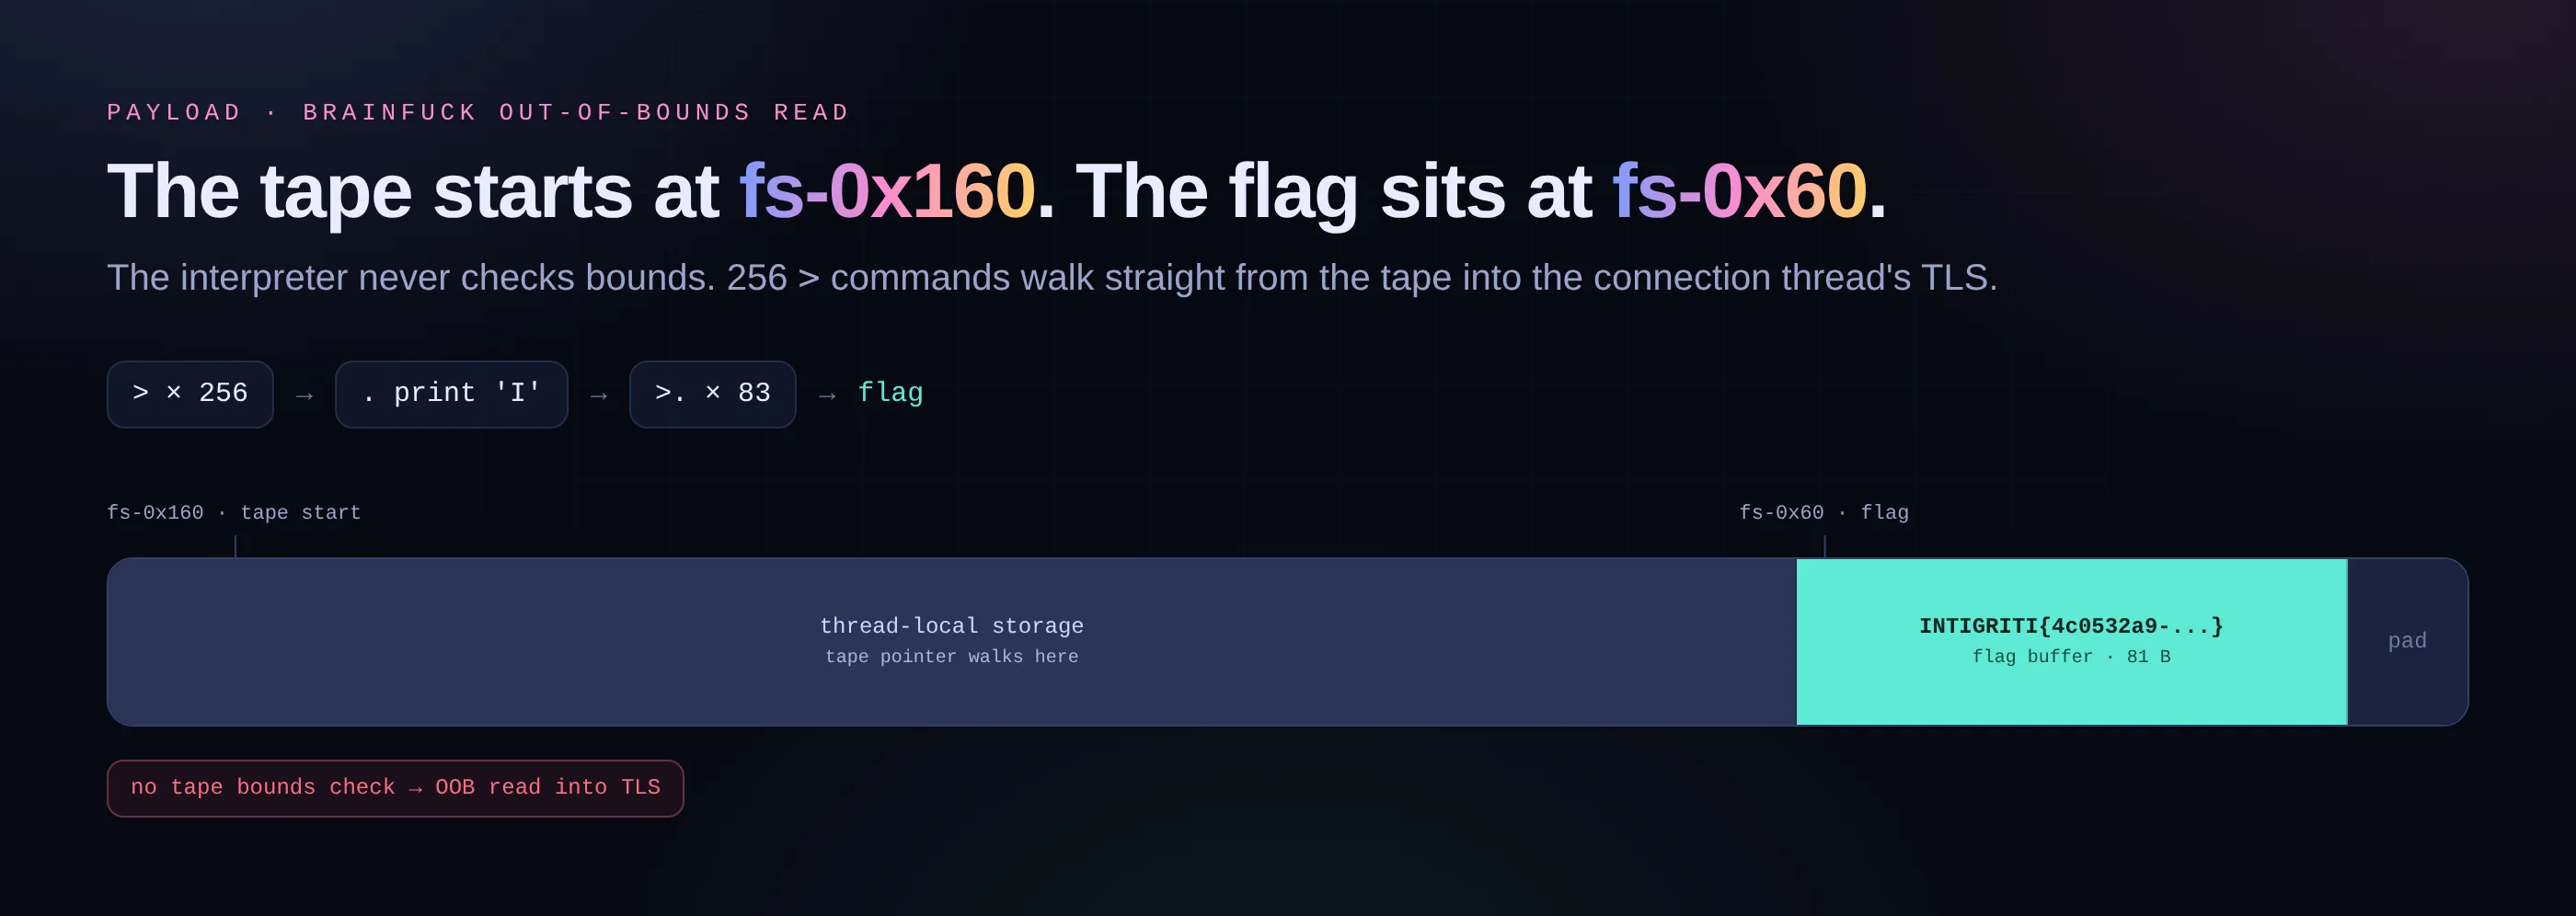 PAYLOAD · BRAINFUCK OUT-OF-BOUNDS READ
The tape starts at fs-0x160. The flag sits at fs-0x60.
The interpreter never checks bounds. 256 > commands walk straight from the tape into the connection thread's TLS.
> × 256 → . print 'I' → >. × 83 → flag
fs-0x160 · tape start
fs-0x60 · flag
thread-local storage
tape pointer walks here
INTIGRITI{4c0532a9-...}
flag buffer · 81 B
pad
no tape bounds check → OOB read into TLS